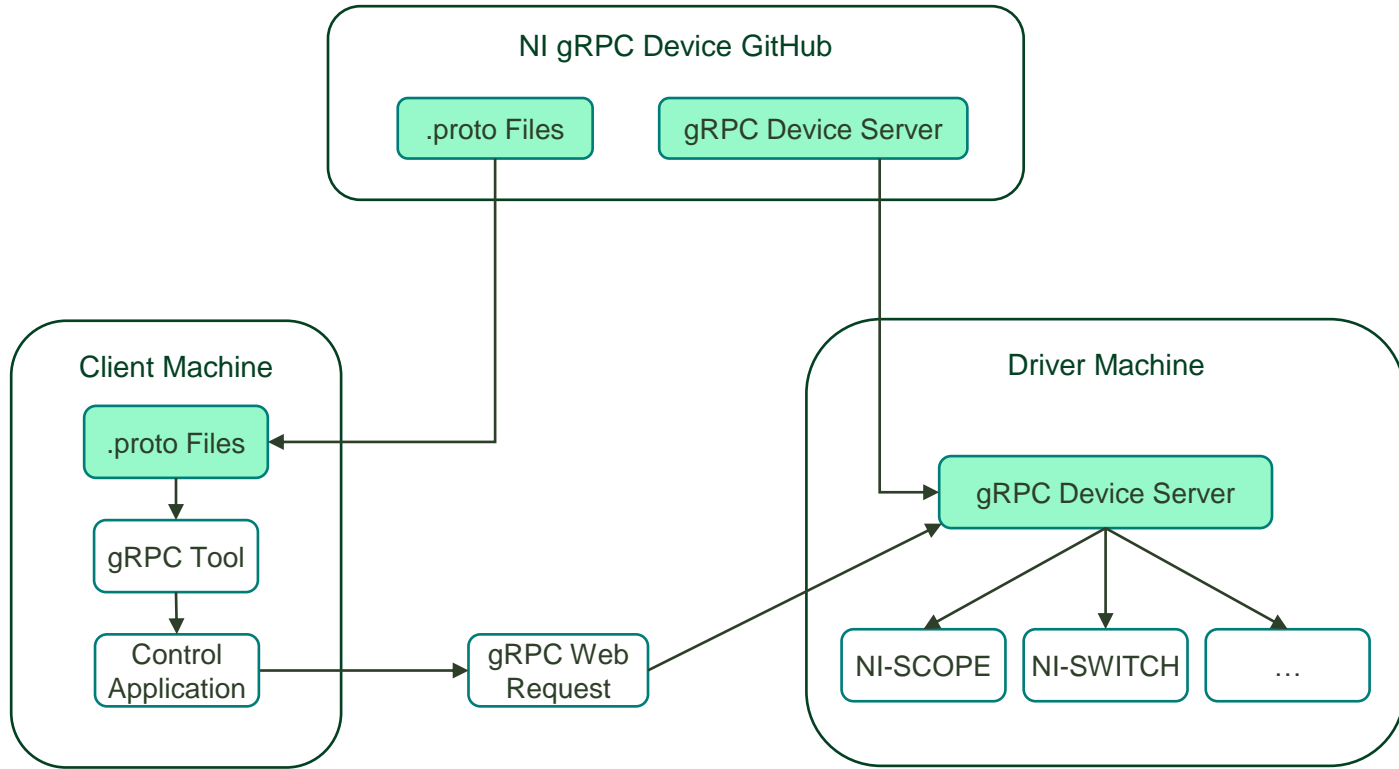 NI gRPC Device GitHub
.proto Files
gRPC Device Server
Client Machine
.proto Files
gRPC Tool
Control
Application
gRPC Web
Request
Driver Machine
gRPC Device Server
NI-SCOPE
NI-SWITCH
…